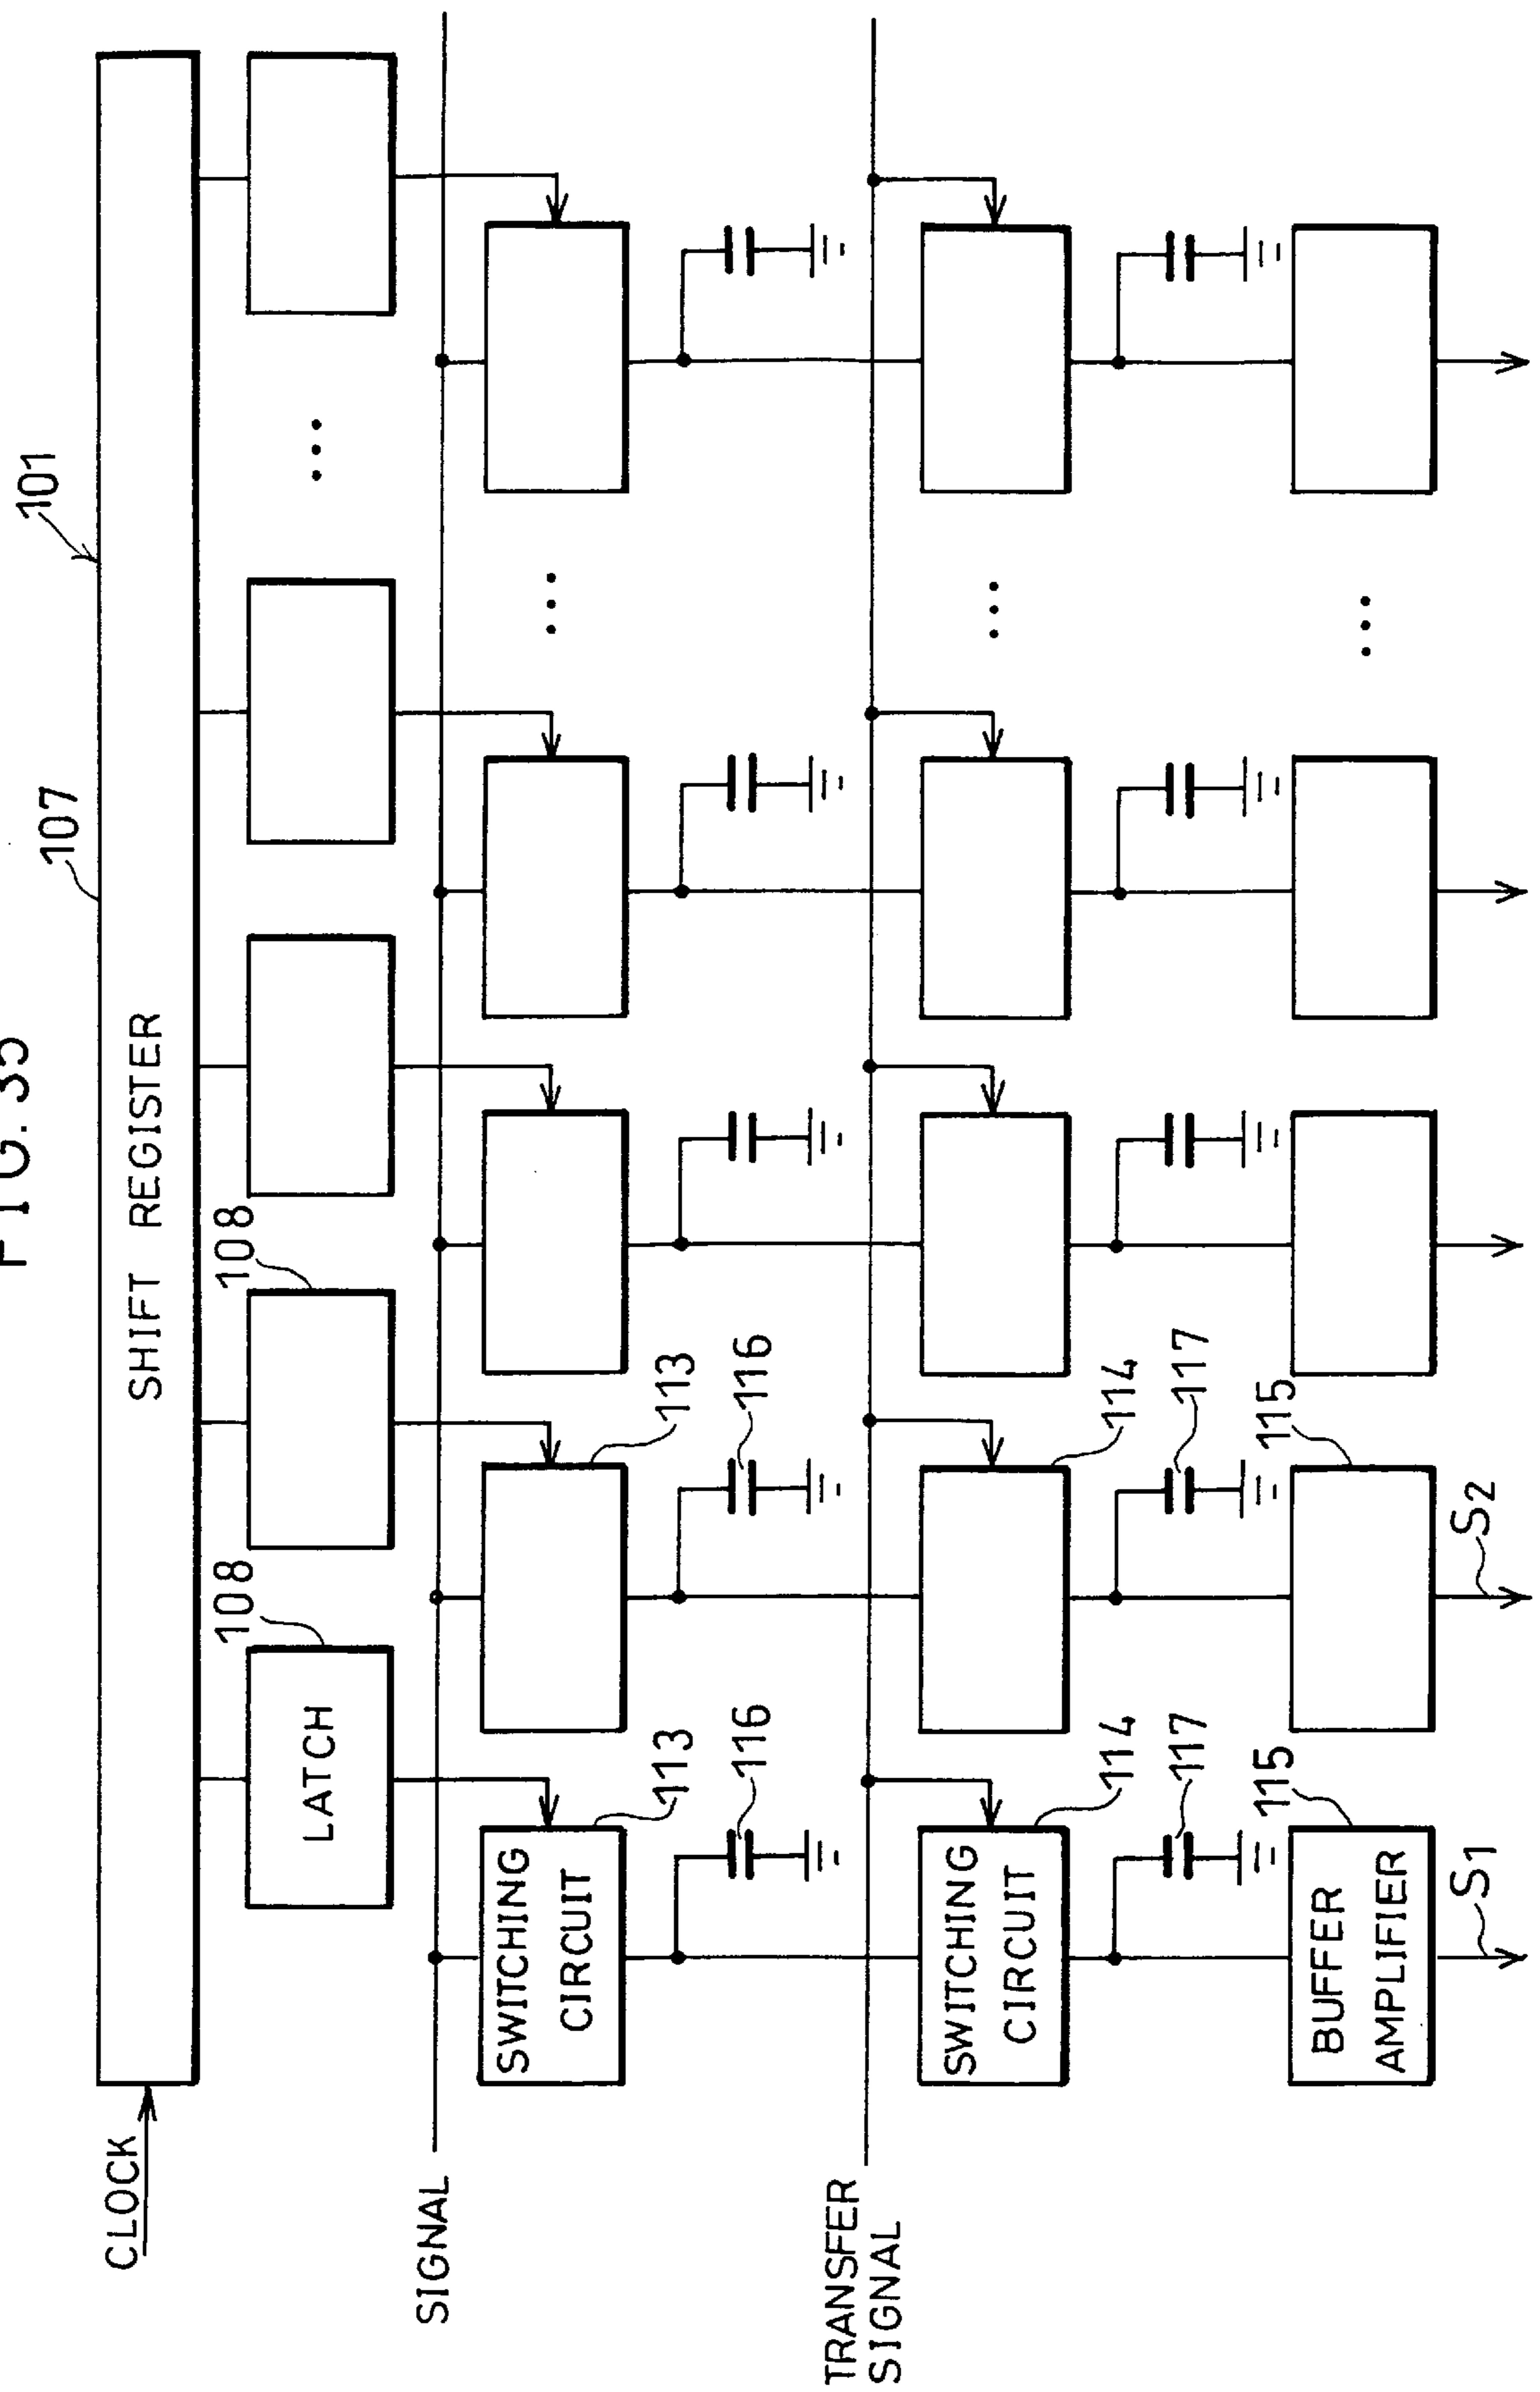 FIG. 35
101
107
CLOCK
SHIFT REGISTER
108
108
LATCH
SIGNAL
113
113
SWITCHING
CIRCUIT
116
116
TRANSFER
SIGNAL
114
114
SWITCHING
CIRCUIT
117
117
115
115
BUFFER
AMPLIFIER
S1
S2